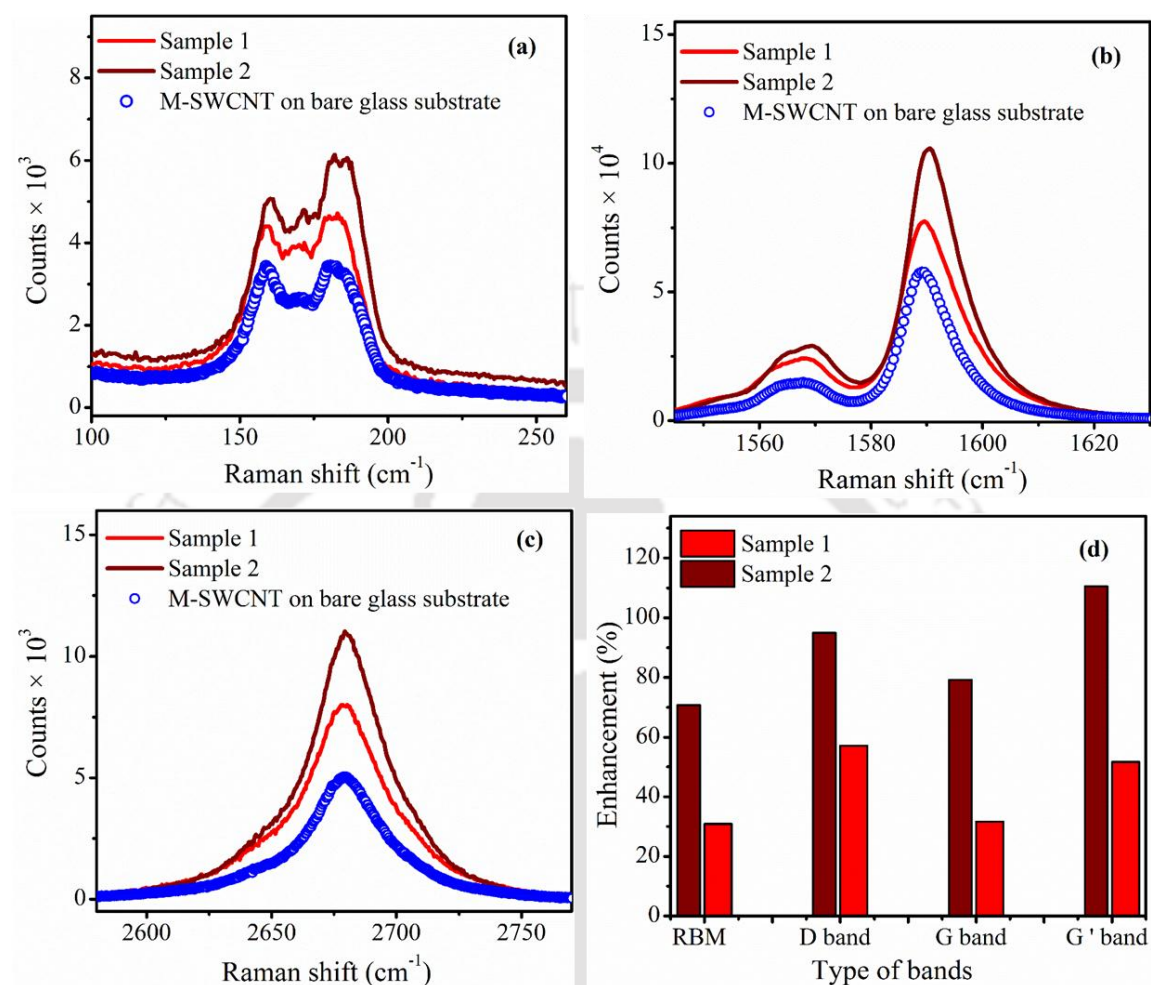 (a)
Sample 1
Sample 2
M-SWCNT on bare glass substrate
Counts × 10³
9
6
3
0
100 150 200 250
Raman shift (cm⁻¹)
(b)
Sample 1
Sample 2
M-SWCNT on bare glass substrate
Counts × 10⁴
15
10
5
0
1560 1580 1600 1620
Raman shift (cm⁻¹)
(c)
Sample 1
Sample 2
M-SWCNT on bare glass substrate
Counts × 10³
15
10
5
0
2600 2650 2700 2750
Raman shift (cm⁻¹)
(d)
Sample 1
Sample 2
Enhancement (%)
120
100
80
60
40
20
0
RBM D band G band G ' band
Type of bands